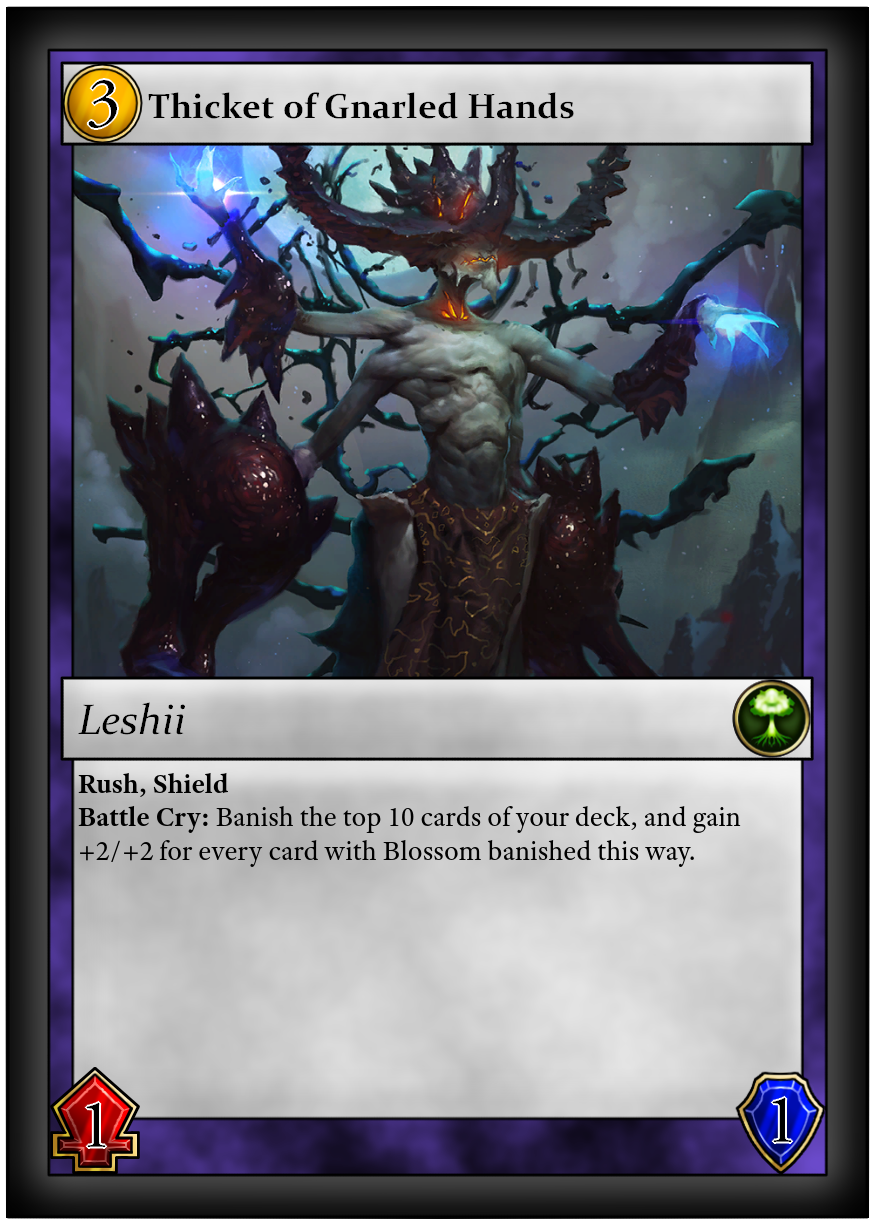 3
Thicket of Gnarled Hands
Leshii
Rush, Shield
Battle Cry: Banish the top 10 cards of your deck, and gain
+2/+2 for every card with Blossom banished this way.
1
1